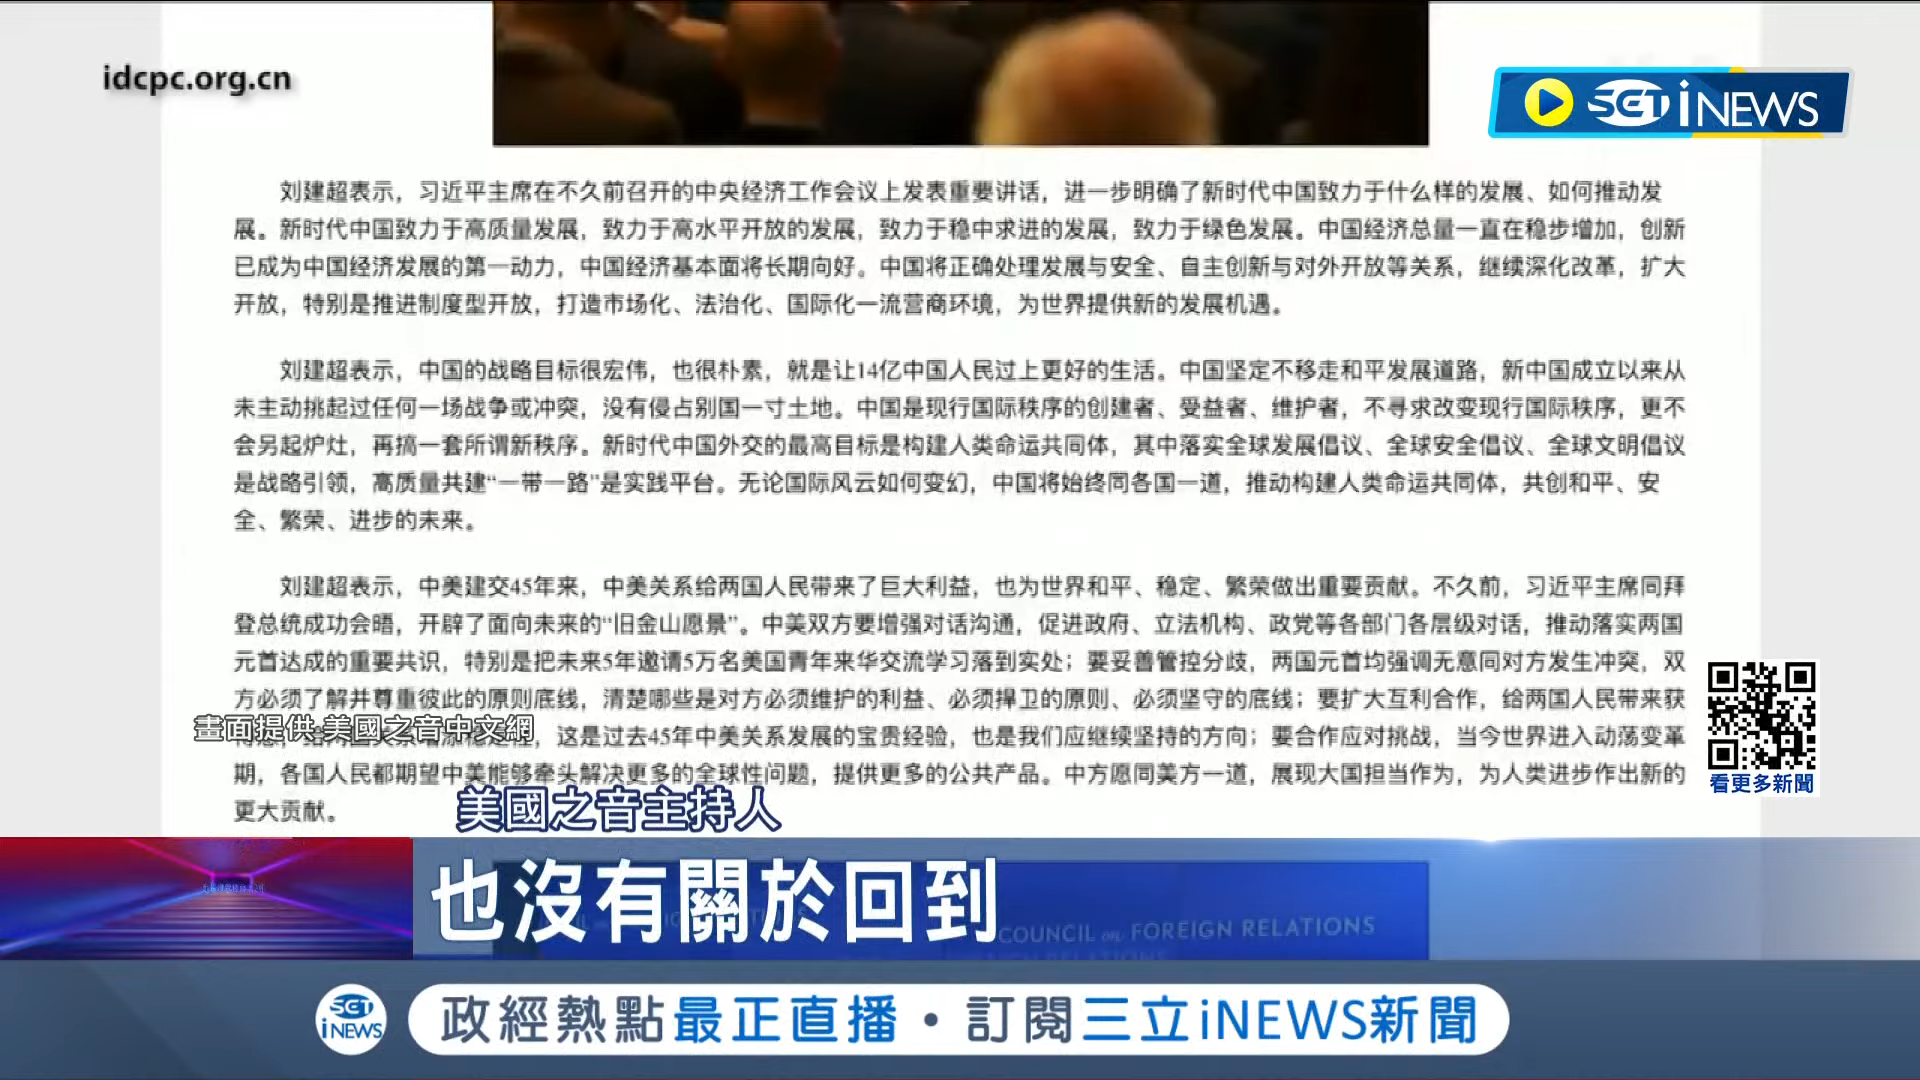 idcpc.org.cn
SET iNEWS
刘建超表示，习近平主席在不久前召开的中央经济工作会议上发表重要讲话，进一步明确了新时代中国致力于什么样的发展、如何推动发
展。新时代中国致力于高质量发展，致力于高水平开放的发展，致力于稳中求进的发展，致力于绿色发展。中国经济总量一直在稳步增加，创新
已成为中国经济发展的第一动力，中国经济基本面将长期向好。中国将正确处理发展与安全、自主创新与对外开放等关系，继续深化改革，扩大
开放，特别是推进制度型开放，打造市场化、法治化、国际化一流营商环境，为世界提供新的发展机遇。
刘建超表示，中国的战略目标很宏伟，也很朴素，就是让14亿中国人民过上更好的生活。中国坚定不移走和平发展道路，新中国成立以来从
未主动挑起过任何一场战争或冲突，没有侵占别国一寸土地。中国是现行国际秩序的创建者、受益者、维护者，不寻求改变现行国际秩序，更不
会另起炉灶，再搞一套所谓新秩序。新时代中国外交的最高目标是构建人类命运共同体，其中落实全球发展倡议、全球安全倡议、全球文明倡议
是战略引领，高质量共建“一带一路”是实践平台。无论国际风云如何变幻，中国将始终同各国一道，推动构建人类命运共同体，共创和平、安
全、繁荣、进步的未来。
刘建超表示，中美建交45年来，中美关系给两国人民带来了巨大利益，也为世界和平、稳定、繁荣做出重要贡献。不久前，习近平主席同拜
登总统成功会晤，开辟了面向未来的“旧金山愿景”。中美双方要增强对话沟通，促进政府、立法机构、政党等各部门各层级对话，推动落实两国
元首达成的重要共识，特别是把未来5年邀请5万名美国青年来华交流学习落到实处；要妥善管控分歧，两国元首均强调无意同对方发生冲突，双
方必须了解并尊重彼此的原则底线，清楚哪些是对方必须维护的利益、必须捍卫的原则、必须坚守的底线；要扩大互利合作，给两国人民带来获
，这是过去45年中美关系发展的宝贵经验，也是我们应继续坚持的方向；要合作应对挑战，当今世界进入动荡变革
畫面提供 美國之音中文網
期，各国人民都期望中美能够牵头解决更多的全球性问题，提供更多的公共产品。中方愿同美方一道，展现大国担当作为，为人类进步作出新的
更大贡献。
看更多新聞
美國之音主持人
也沒有關於回到
COUNCIL on FOREIGN RELATIONS
SET iNEWS
政經熱點最正直播・訂閱三立iNEWS新聞